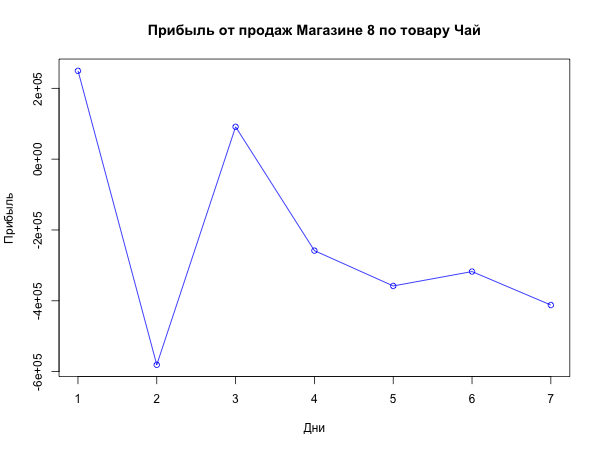 Прибыль от продаж Магазине 8 по товару Чай
Прибыль
2e+05
0e+00
-2e+05
-4e+05
-6e+05
1 2 3 4 5 6 7
Дни